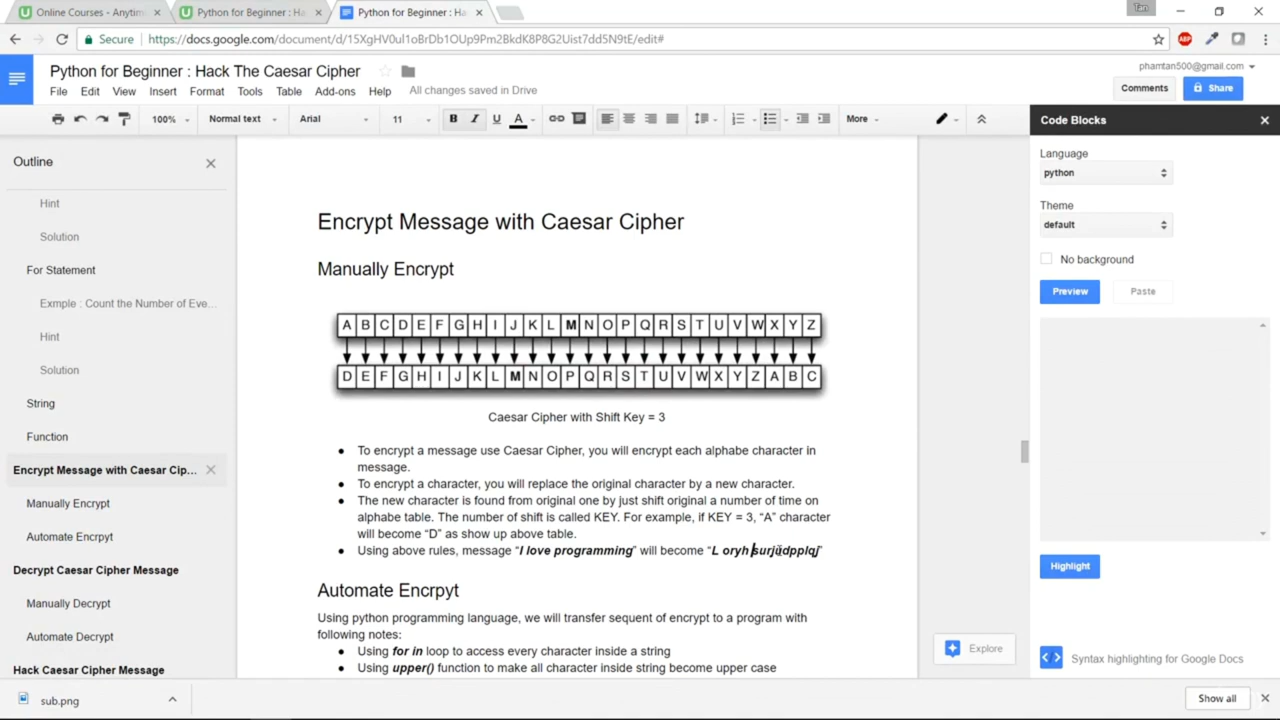 Online Courses - Anytim
Python for Beginner : Ha
Python for Beginner : Ha
Tan
Secure
https://docs.google.com/document/d/15XgHV0ul1oBrDb1OUp9Pm2BkdK8P8G2Uist7dd5N9tE/edit#
Python for Beginner : Hack The Caesar Cipher
phamtan500@gmail.com
File Edit View Insert Format Tools Table Add-ons Help All changes saved in Drive
Comments
Share
100% Normal text Arial 11 B I U A More
Code Blocks
Outline
Hint
Solution
For Statement
Exmple : Count the Number of Eve...
Hint
Solution
String
Function
Encrypt Message with Caesar Cip...
Manually Encrypt
Automate Enrcpyt
Decrypt Caesar Cipher Message
Manually Decrypt
Automate Decrypt
Hack Caesar Cipher Message
Encrypt Message with Caesar Cipher
Manually Encrypt
A B C D E F G H I J K L M N O P Q R S T U V W X Y Z
D E F G H I J K L M N O P Q R S T U V W X Y Z A B C
Caesar Cipher with Shift Key = 3
To encrypt a message use Caesar Cipher, you will encrypt each alphabe character in
message.
To encrypt a character, you will replace the original character by a new character.
The new character is found from original one by just shift original a number of time on
alphabe table. The number of shift is called KEY. For example, if KEY = 3, “A” character
will become “D” as show up above table.
Using above rules, message “I love programming” will become “L oryh surjudpplqj”
Automate Encrpyt
Using python programming language, we will transfer sequent of encrypt to a program with
following notes:
Using for in loop to access every character inside a string
Using upper() function to make all character inside string become upper case
Language
python
Theme
default
No background
Preview
Paste
Highlight
Explore
Syntax highlighting for Google Docs
sub.png
Show all